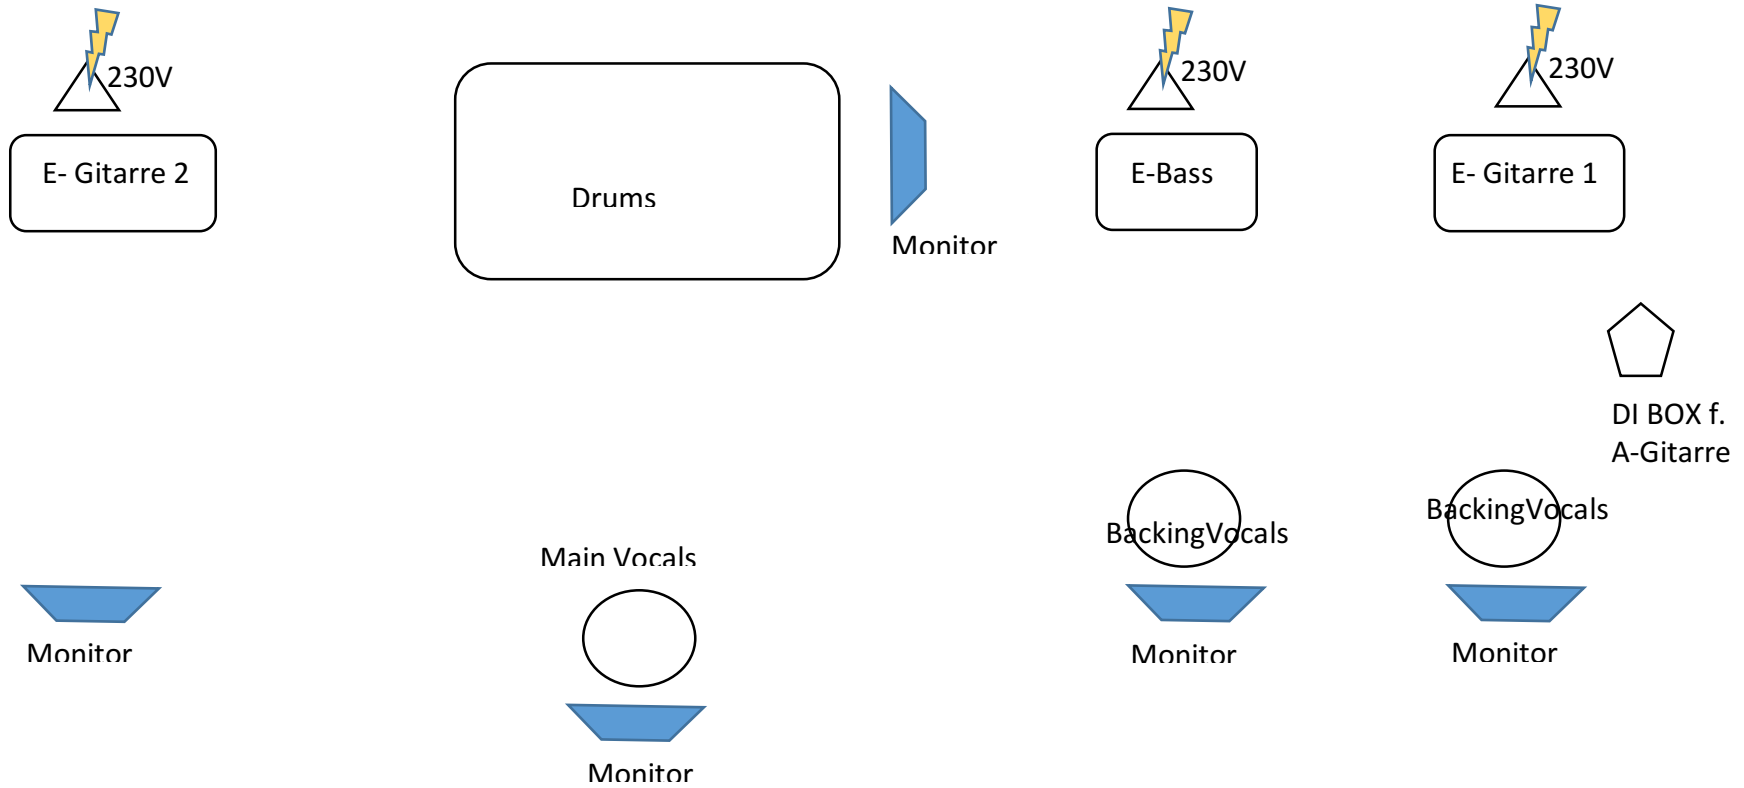 230V
230V
230V
E- Gitarre 2
Drums
E-Bass
E- Gitarre 1
Monitor
DI BOX f.
A-Gitarre
BackingVocals
BackingVocals
Main Vocals
Monitor
Monitor
Monitor
Monitor